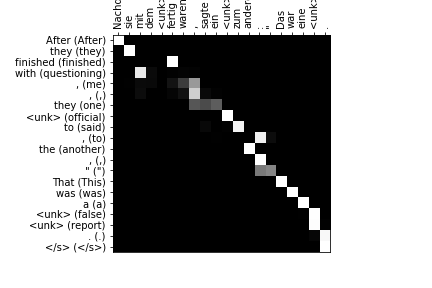 sie
mit
dem
<unk>
fertig
waren
,
sagte
ein
<unk>
zum
:
"
Das
war
eine
<unk>
.
After (After)
they (they)
finished (finished)
with (questioning)
, (me)
, (,)
they (one)
<unk> (official)
to (said)
, (to)
the (another)
, (,)
" (")
That (This)
was (was)
a (a)
<unk> (false)
<unk> (report)
. (.)
</s> (</s>)